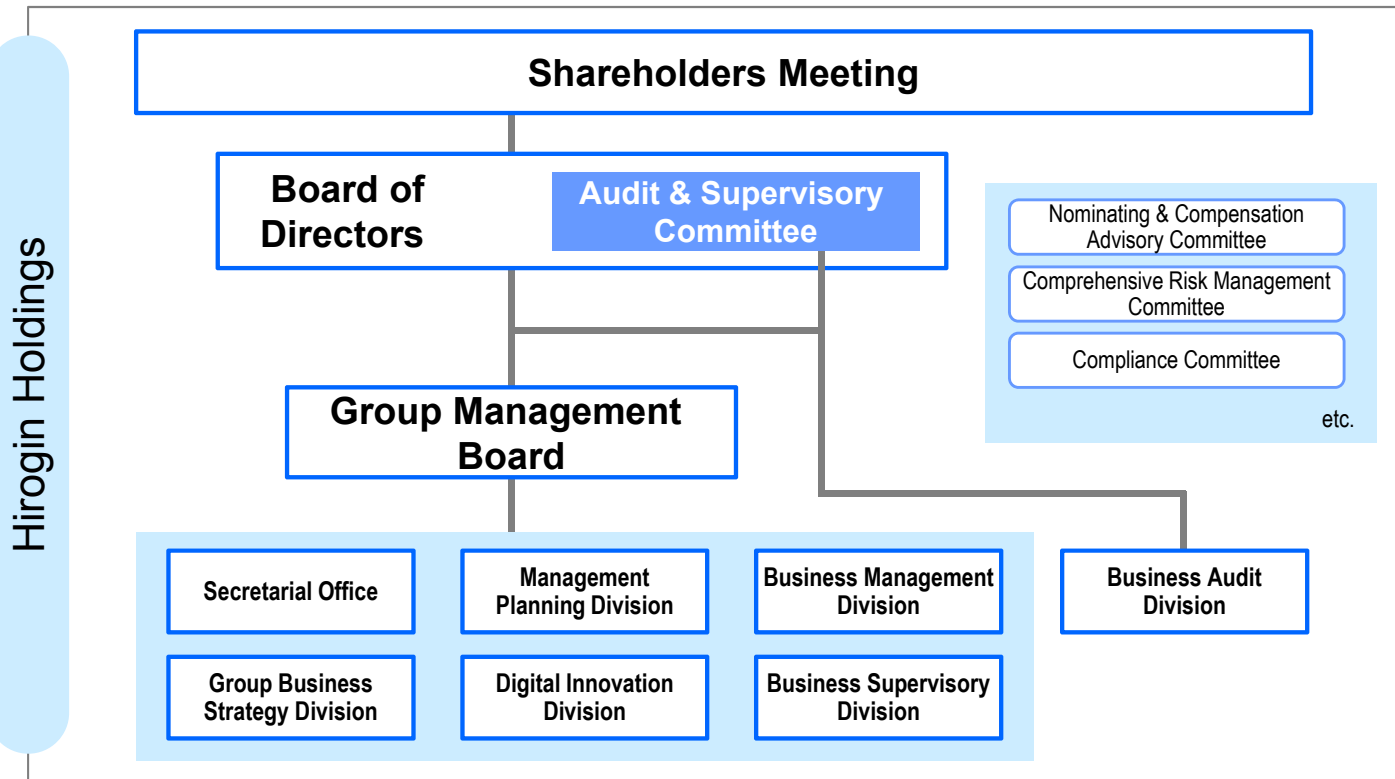 Hirogin Holdings
Shareholders Meeting
Board of
Directors
Audit & Supervisory
Committee
Nominating & Compensation
Advisory Committee
Comprehensive Risk Management
Committee
Compliance Committee
etc.
Group Management
Board
Secretarial Office
Management
Planning Division
Business Management
Division
Business Audit
Division
Group Business
Strategy Division
Digital Innovation
Division
Business Supervisory
Division